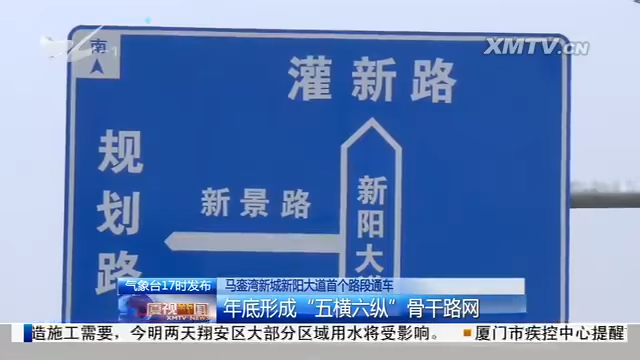 XMTV.CN
南
灌新路
规划路
新景路
新阳大
气象台17时发布
马銮湾新城新阳大道首个路段通车
年底形成“五横六纵”骨干路网
XMTV NEWS
造施工需要，今明两天翔安区大部分区域用水将受影响。
厦门市疾控中心提醒